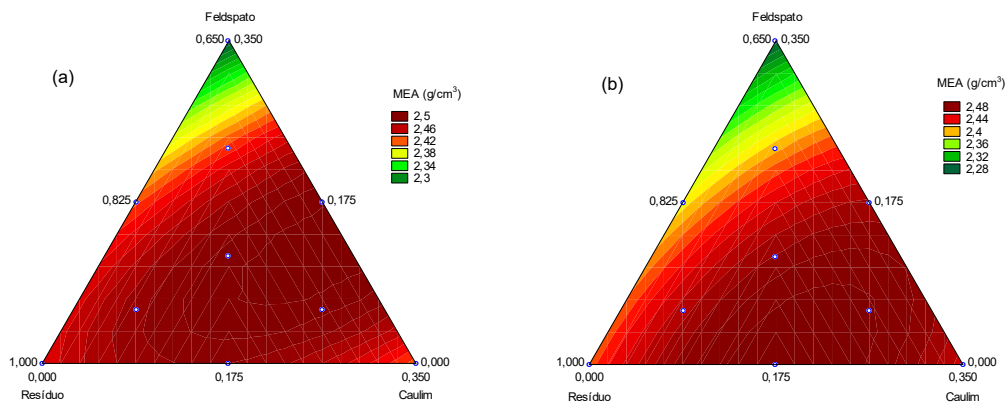 Feldspato
0,650 0,350
(a)
MEA (g/cm³)
2,5
2,46
2,42
2,38
2,34
2,3
0,825
0,175
1,000
0,000
0,000
0,175
0,350
Resíduo
Caulim
Feldspato
0,650 0,350
(b)
MEA (g/cm³)
2,48
2,44
2,4
2,36
2,32
2,28
0,825
0,175
1,000
0,000
0,000
0,175
0,350
Resíduo
Caulim